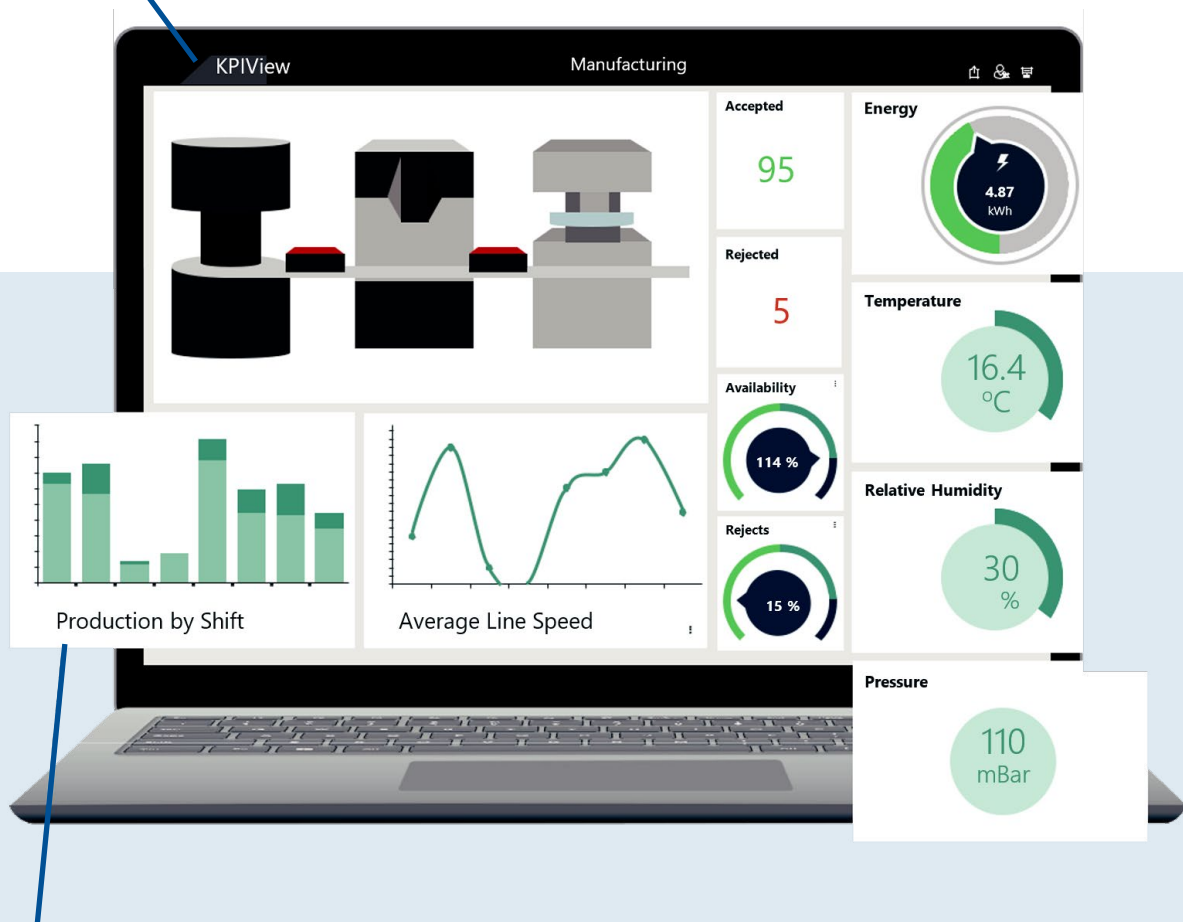 KPIView
Manufacturing
Accepted
95
Rejected
5
Availability
114 %
Rejects
15 %
Energy
4.87
kWh
Temperature
16.4
°C
Relative Humidity
30
%
Pressure
110
mBar
Production by Shift
Average Line Speed